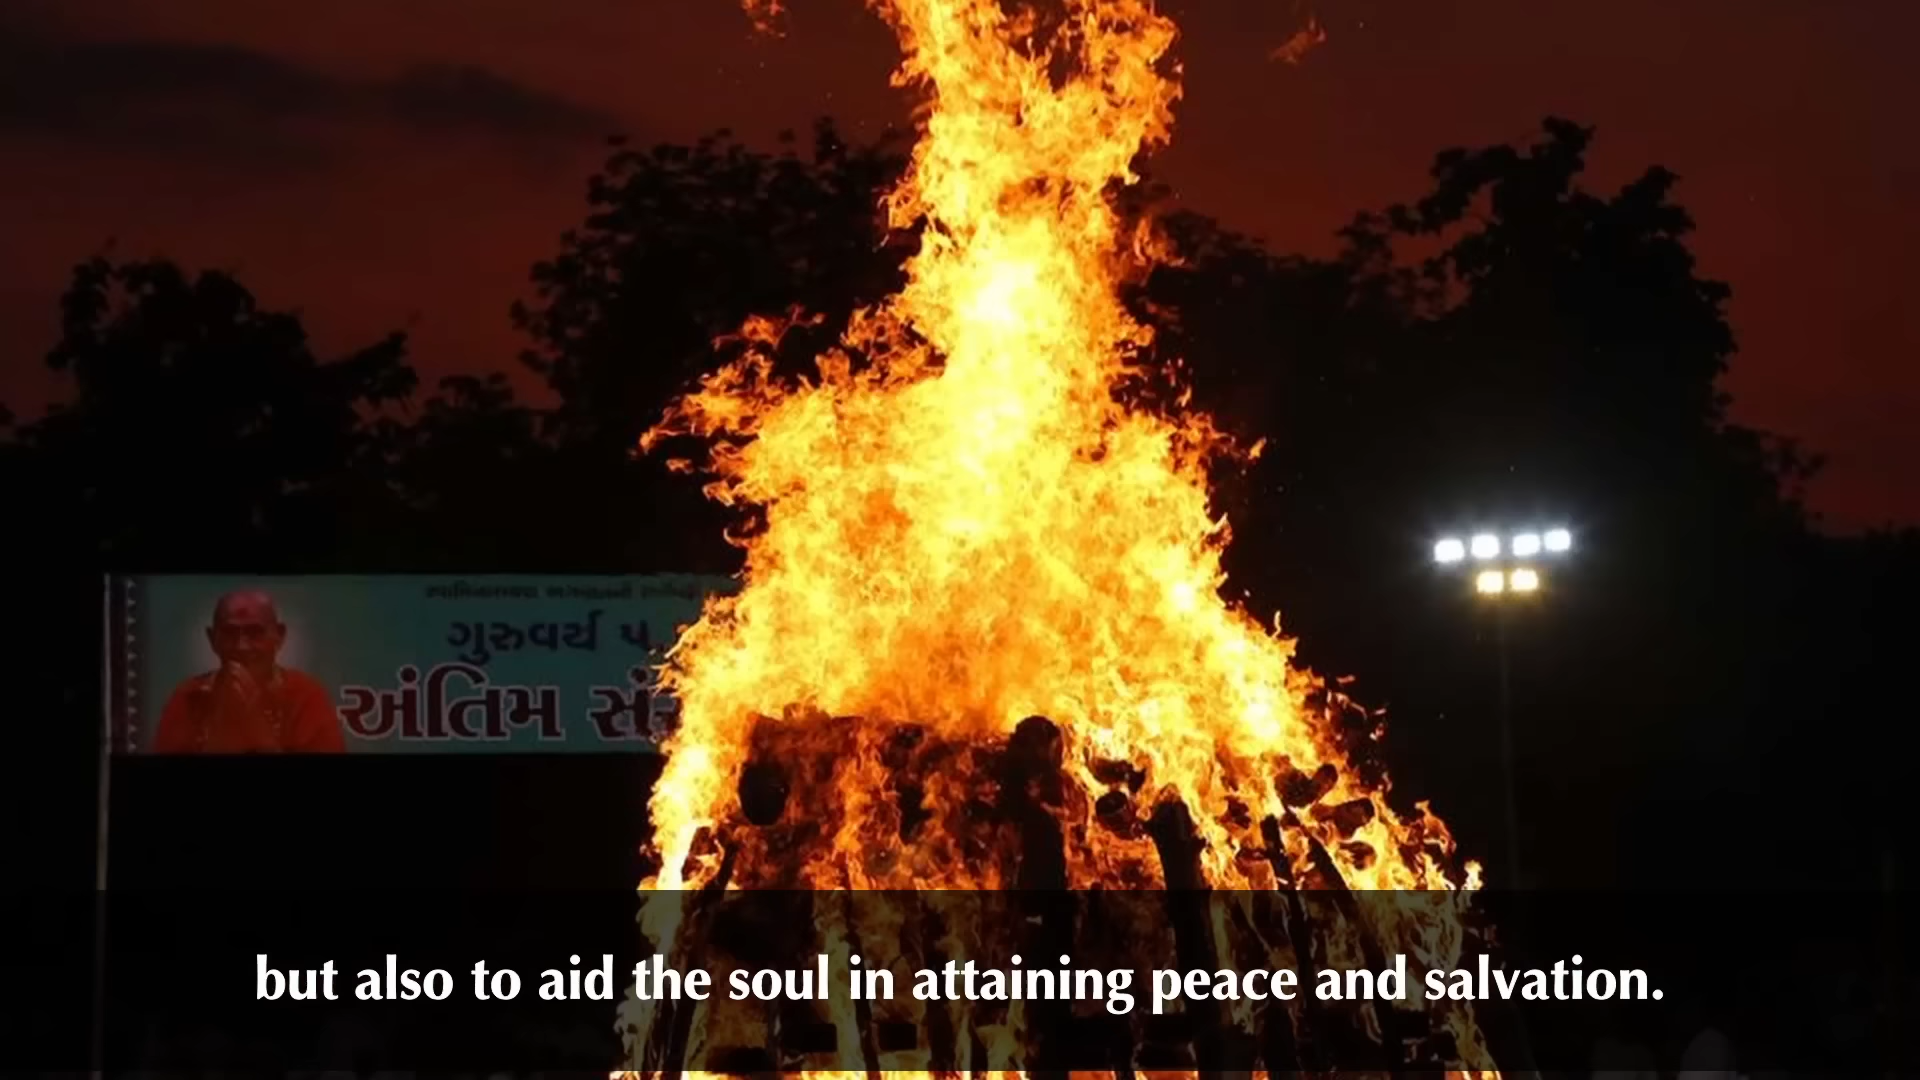 ગુરુવર્ય પ.
અંતિમ સં
but also to aid the soul in attaining peace and salvation.